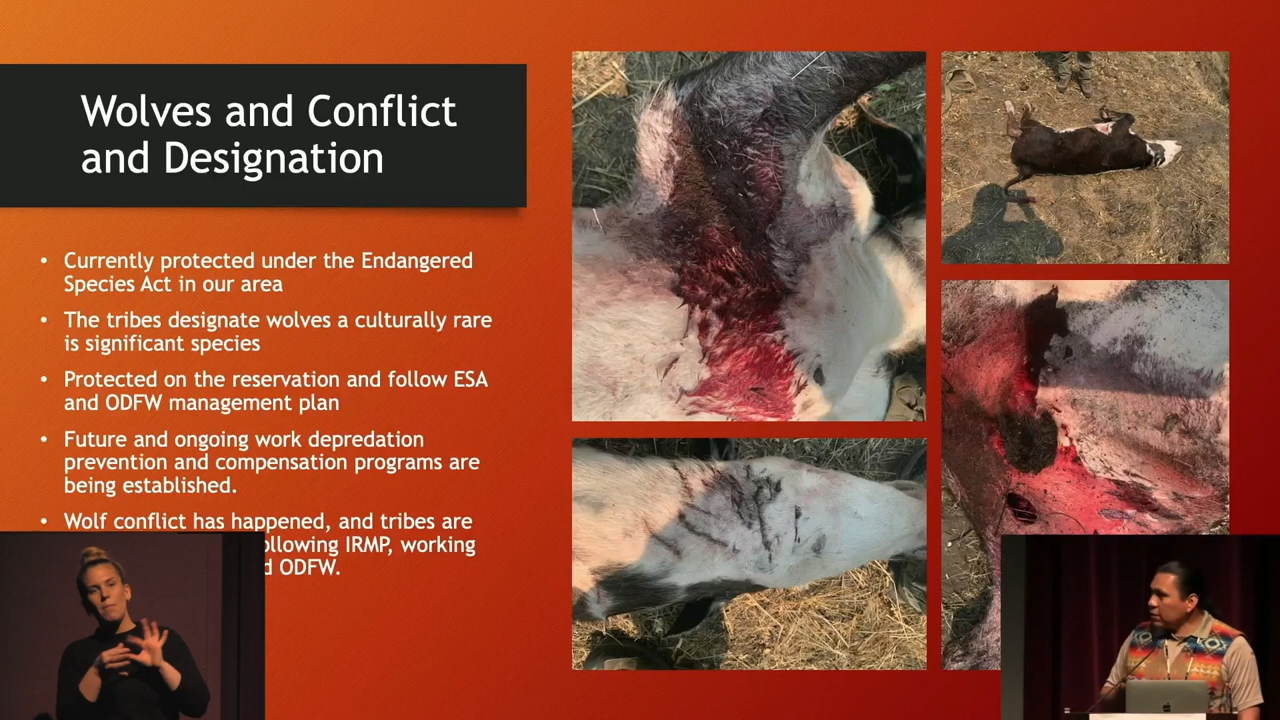 Wolves and Conflict
and Designation
• Currently protected under the Endangered
Species Act in our area
• The tribes designate wolves a culturally rare
is significant species
• Protected on the reservation and follow ESA
and ODFW management plan
• Future and ongoing work depredation
prevention and compensation programs are
being established.
• Wolf conflict has happened, and tribes are
ollowing IRMP, working
d ODFW.